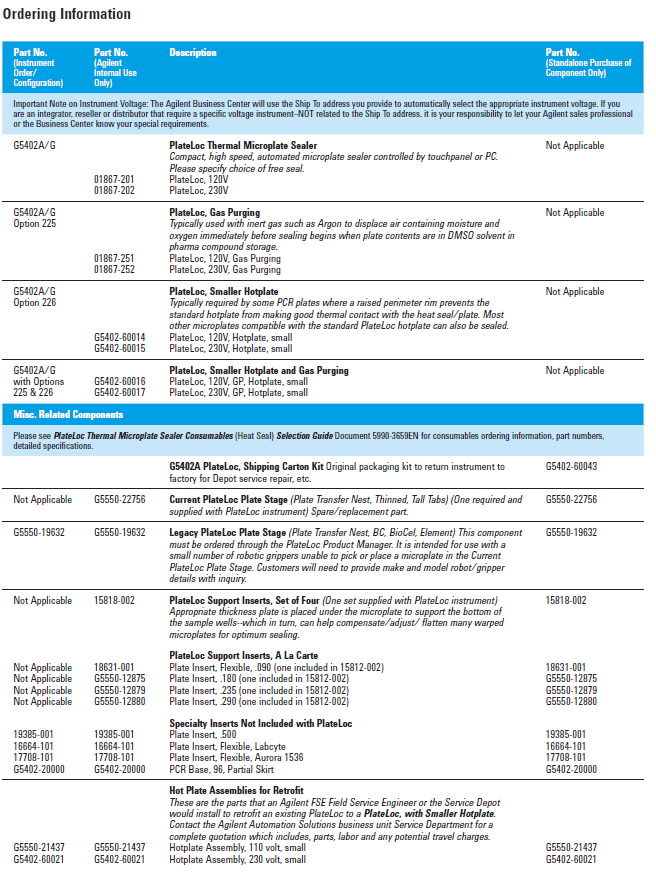 Ordering Information
Part No.
(Instrument
Order/
Configuration)
Part No.
(Agilent
Internal Use
Only)
Description
Part No.
(Standalone Purchase of
Component Only)
Important Note on Instrument Voltage: The Agilent Business Center will use the Ship To address you provide to automatically select the appropriate instrument voltage. If you
are an integrator, reseller or distributor that require a specific voltage instrument–NOT related to the Ship To address, it is your responsibility to let your Agilent sales professional
or the Business Center know your special requirements.
G5402A/G PlateLoc Thermal Microplate Sealer Not Applicable
Compact, high speed, automated microplate sealer controlled by touchpanel or PC.
Please specify choice of free seal.
01867-201 PlateLoc, 120V
01867-202 PlateLoc, 230V
G5402A/G PlateLoc, Gas Purging Not Applicable
Option 225 Typically used with inert gas such as Argon to displace air containing moisture and
oxygen immediately before sealing begins when plate contents are in DMSO solvent in
pharma compound storage.
01867-251 PlateLoc, 120V, Gas Purging
01867-252 PlateLoc, 230V, Gas Purging
G5402A/G PlateLoc, Smaller Hotplate Not Applicable
Option 226 Typically required by some PCR plates where a raised perimeter rim prevents the
standard hotplate from making good thermal contact with the heat seal/plate. Most
other microplates compatible with the standard PlateLoc hotplate can also be sealed.
G5402-60014 PlateLoc, 120V, Hotplate, small
G5402-60015 PlateLoc, 230V, Hotplate, small
G5402A/G PlateLoc, Smaller Hotplate and Gas Purging Not Applicable
with Options G5402-60016 PlateLoc, 120V, GP, Hotplate, small
225 & 226 G5402-60017 PlateLoc, 230V, GP, Hotplate, small
Misc. Related Components
Please see PlateLoc Thermal Microplate Sealer Consumables (Heat Seal) Selection Guide Document 5990-3659EN for consumables ordering information, part numbers,
detailed specifications.
G5402A PlateLoc, Shipping Carton Kit Original packaging kit to return instrument to G5402-60043
factory for Depot service repair, etc.
Not Applicable G5550-22756 Current PlateLoc Plate Stage (Plate Transfer Nest, Thinned, Tall Tabs) (One required and G5550-22756
supplied with PlateLoc instrument) Spare/replacement part.
G5550-19632 G5550-19632 Legacy PlateLoc Plate Stage (Plate Transfer Nest, BC, BioCel, Element) This component G5550-19632
must be ordered through the PlateLoc Product Manager. It is intended for use with a
small number of robotic grippers unable to pick or place a microplate in the Current
PlateLoc Plate Stage. Customers will need to provide make and model robot/gripper
details with inquiry.
Not Applicable 15818-002 PlateLoc Support Inserts, Set of Four (One set supplied with PlateLoc instrument) 15818-002
Appropriate thickness plate is placed under the microplate to support the bottom of
the sample wells--which in turn, can help compensate/adjust/ flatten many warped
microplates for optimum sealing.
PlateLoc Support Inserts, A La Carte
Not Applicable 18631-001 Plate Insert, Flexible, .090 (one included in 15812-002) 18631-001
Not Applicable G5550-12875 Plate Insert, .180 (one included in 15812-002) G5550-12875
Not Applicable G5550-12879 Plate Insert, .235 (one included in 15812-002) G5550-12879
Not Applicable G5550-12880 Plate Insert, .290 (one included in 15812-002) G5550-12880
Specialty Inserts Not Included with PlateLoc
19385-001 19385-001 Plate Insert, .500 19385-001
16664-101 16664-101 Plate Insert, Flexible, Labcyte 16664-101
17708-101 17708-101 Plate Insert, Flexible, Aurora 1536 17708-101
G5402-20000 G5402-20000 PCR Base, 96, Partial Skirt G5402-20000
Hot Plate Assemblies for Retrofit
These are the parts that an Agilent FSE Field Service Engineer or the Service Depot
would install to retrofit an existing PlateLoc to a PlateLoc, with Smaller Hotplate.
Contact the Agilent Automation Solutions business unit Service Department for a
complete quotation which includes, parts, labor and any potential travel charges.
G5550-21437 G5550-21437 Hotplate Assembly, 110 volt, small G5550-21437
G5402-60021 G5402-60021 Hotplate Assembly, 230 volt, small G5402-60021